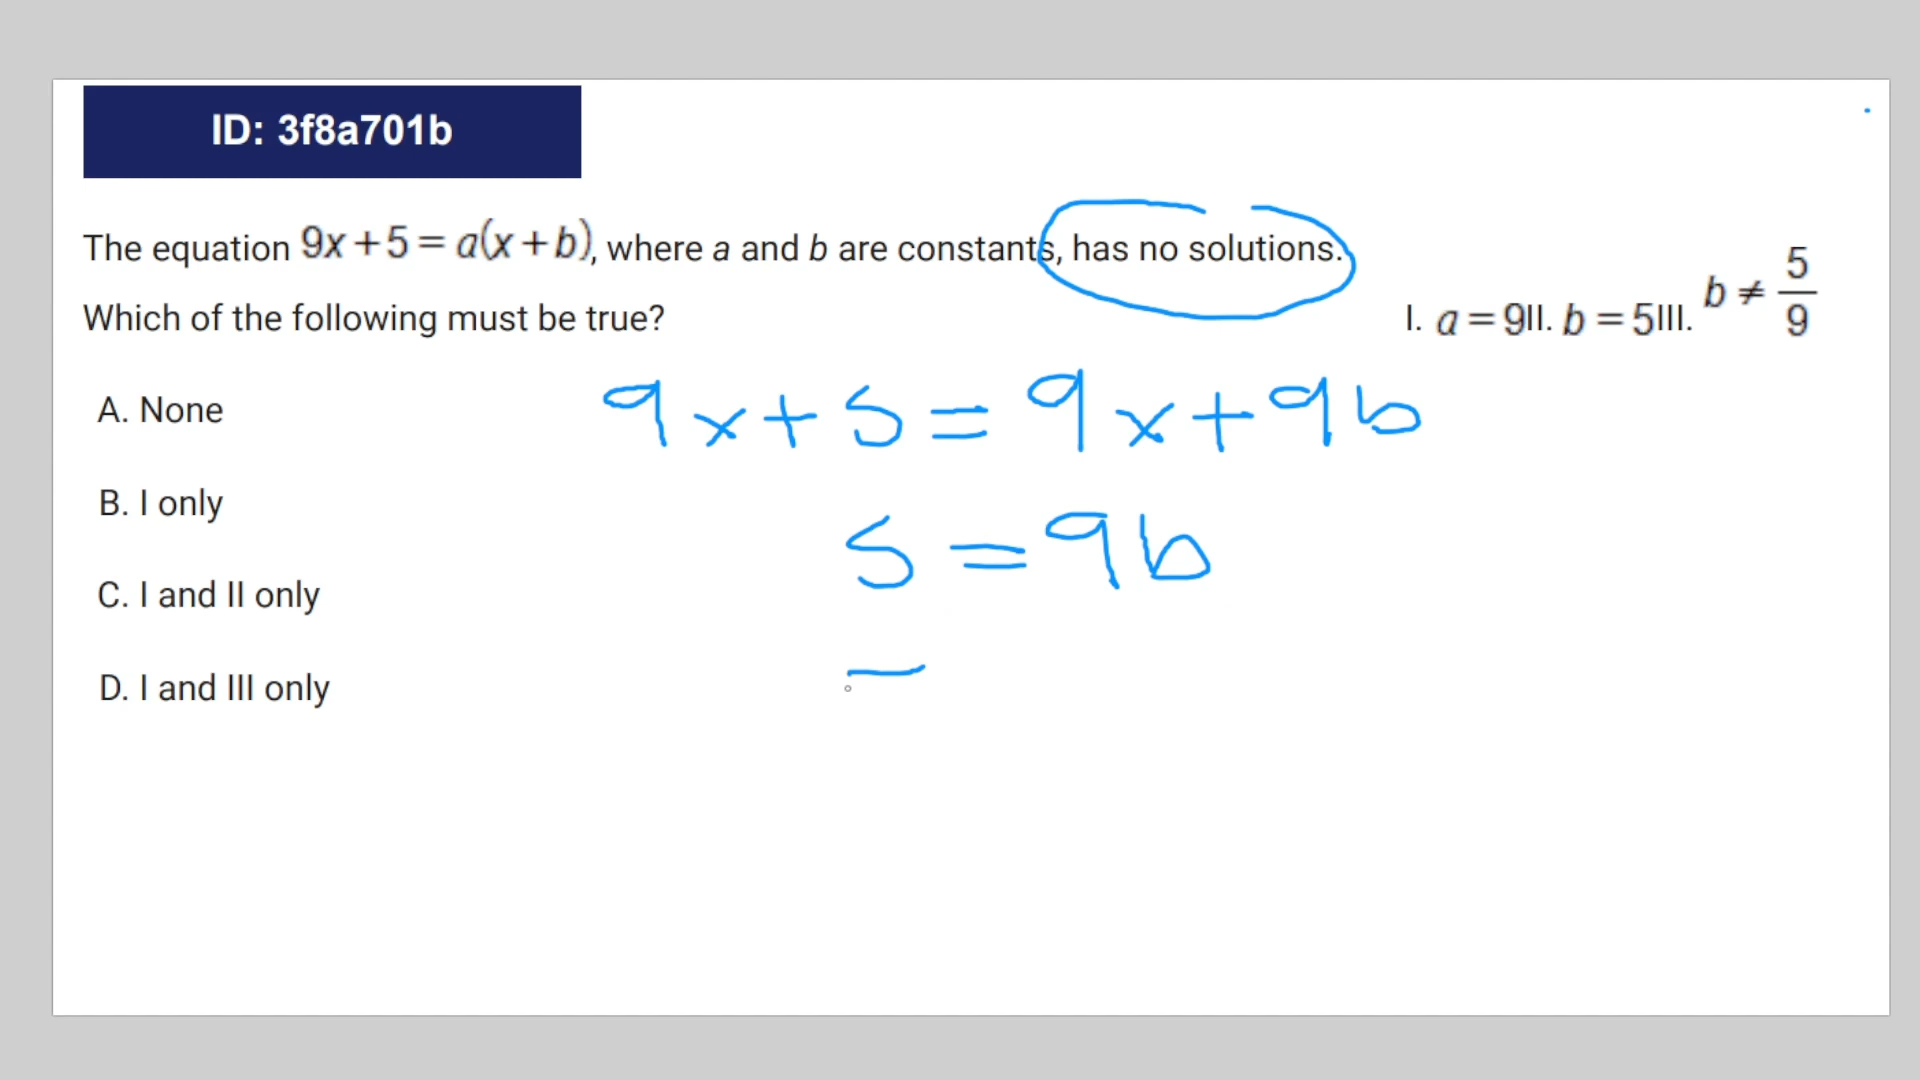 ID: 3f8a701b
The equation 9x + 5 = a(x + b), where a and b are constants, has no solutions.
Which of the following must be true? I. a = 9II. b = 5III. b ≠ 5/9
A. None
B. I only
C. I and II only
D. I and III only
9x + 5 = 9x + 9b
5 = 9b